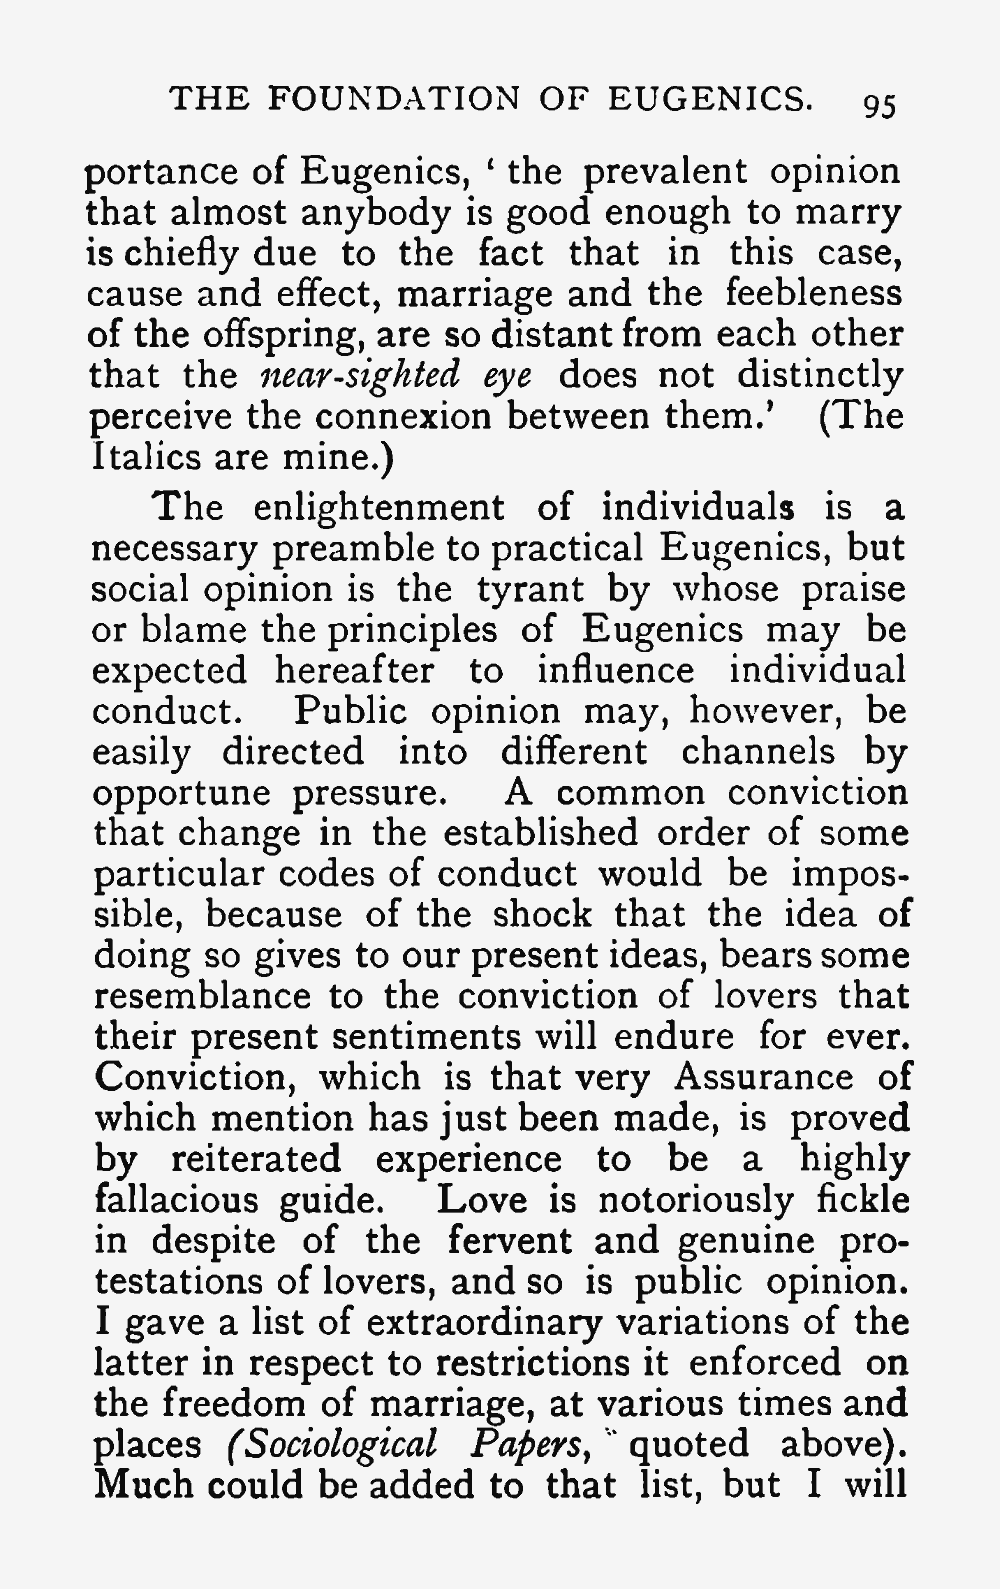 THE FOUNDATION OF EUGENICS. 95
portance of Eugenics, ‘ the prevalent opinion
that almost anybody is good enough to marry
is chiefly due to the fact that in this case,
cause and effect, marriage and the feebleness
of the offspring, are so distant from each other
that the near-sighted eye does not distinctly
perceive the connexion between them.’ (The
Italics are mine.)
The enlightenment of individuals is a
necessary preamble to practical Eugenics, but
social opinion is the tyrant by whose praise
or blame the principles of Eugenics may be
expected hereafter to influence individual
conduct. Public opinion may, however, be
easily directed into different channels by
opportune pressure. A common conviction
that change in the established order of some
particular codes of conduct would be impos-
sible, because of the shock that the idea of
doing so gives to our present ideas, bears some
resemblance to the conviction of lovers that
their present sentiments will endure for ever.
Conviction, which is that very Assurance of
which mention has just been made, is proved
by reiterated experience to be a highly
fallacious guide. Love is notoriously fickle
in despite of the fervent and genuine pro-
testations of lovers, and so is public opinion.
I gave a list of extraordinary variations of the
latter in respect to restrictions it enforced on
the freedom of marriage, at various times and
places (Sociological Papers, quoted above).
Much could be added to that list, but I will